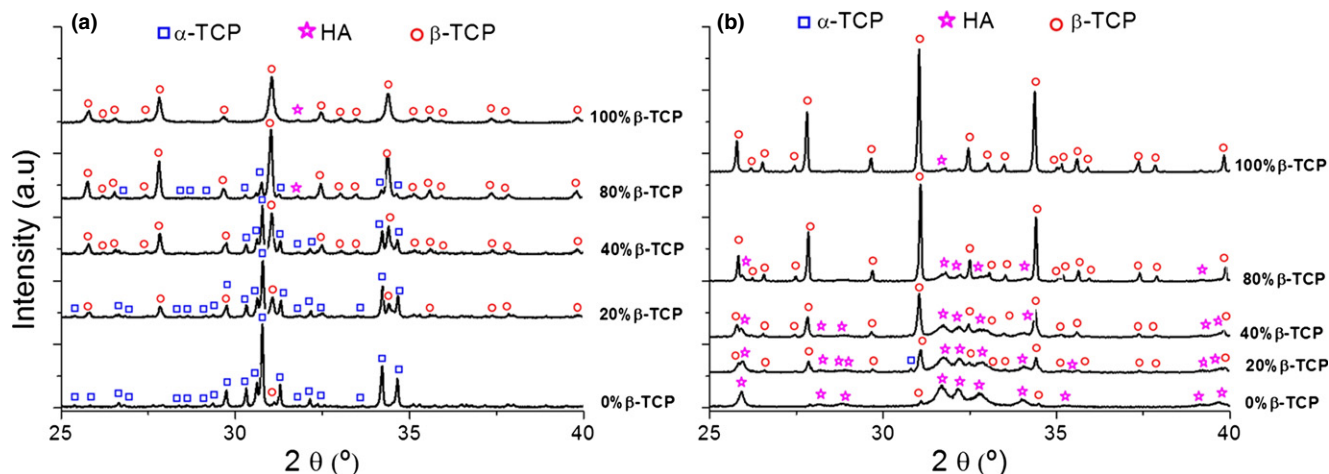 (a)
α-TCP HA β-TCP
100% β-TCP
80% β-TCP
40% β-TCP
20% β-TCP
0% β-TCP
Intensity (a.u)
25 30 35 40
2 θ (º)
(b)
α-TCP HA β-TCP
100% β-TCP
80% β-TCP
40% β-TCP
20% β-TCP
0% β-TCP
25 30 35 40
2 θ (º)